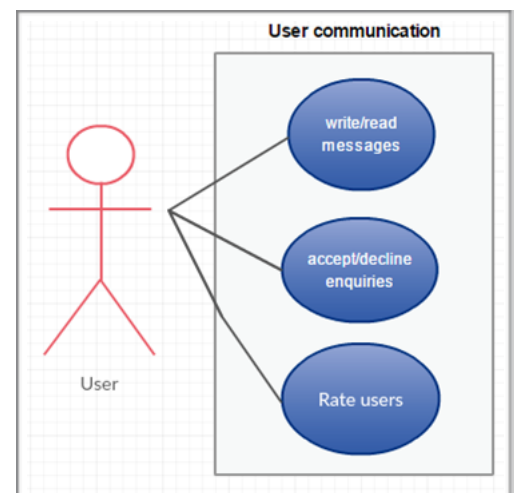 User communication
write/read
messages
accept/decline
enquiries
Rate users
User